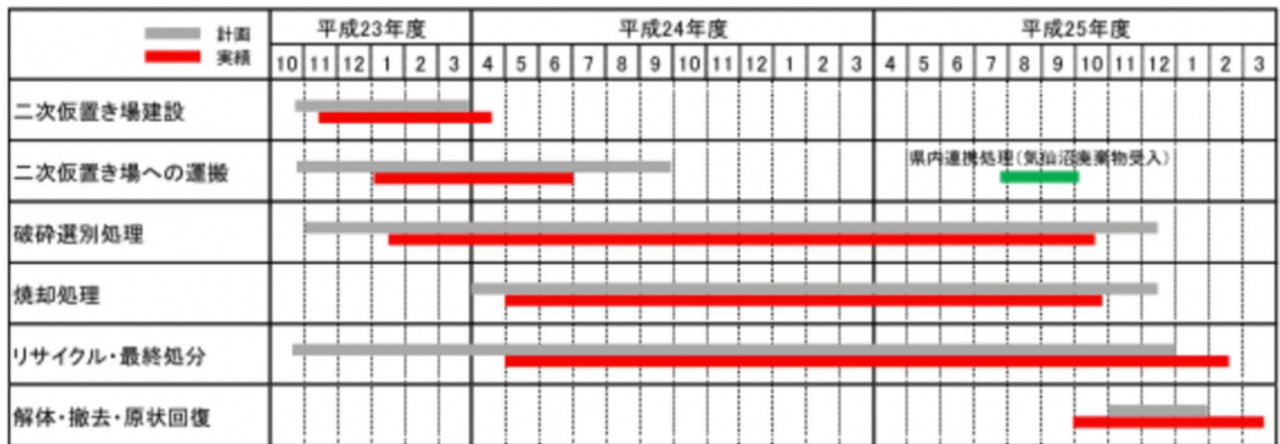 計画
実績
平成23年度 平成24年度 平成25年度
10 11 12 1 2 3 4 5 6 7 8 9 10 11 12 1 2 3 4 5 6 7 8 9 10 11 12 1 2 3
二次仮置き場建設
二次仮置き場への運搬
県内連携処理(気仙沼廃棄物受入)
破砕選別処理
焼却処理
リサイクル・最終処分
解体・撤去・原状回復